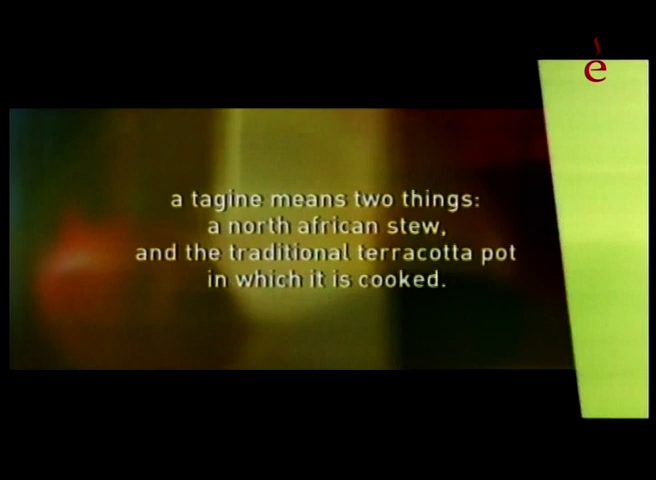 é
a tagine means two things:
a north african stew,
and the traditional terracotta pot
in which it is cooked.